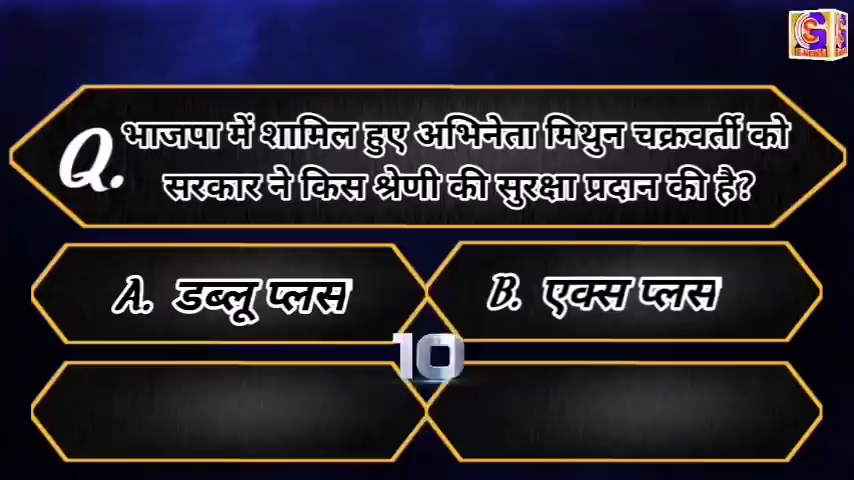 Q. भाजपा में शामिल हुए अभिनेता मिथुन चक्रवर्ती को
सरकार ने किस श्रेणी की सुरक्षा प्रदान की है?
A. डब्लू प्लस
B. एक्स प्लस
10